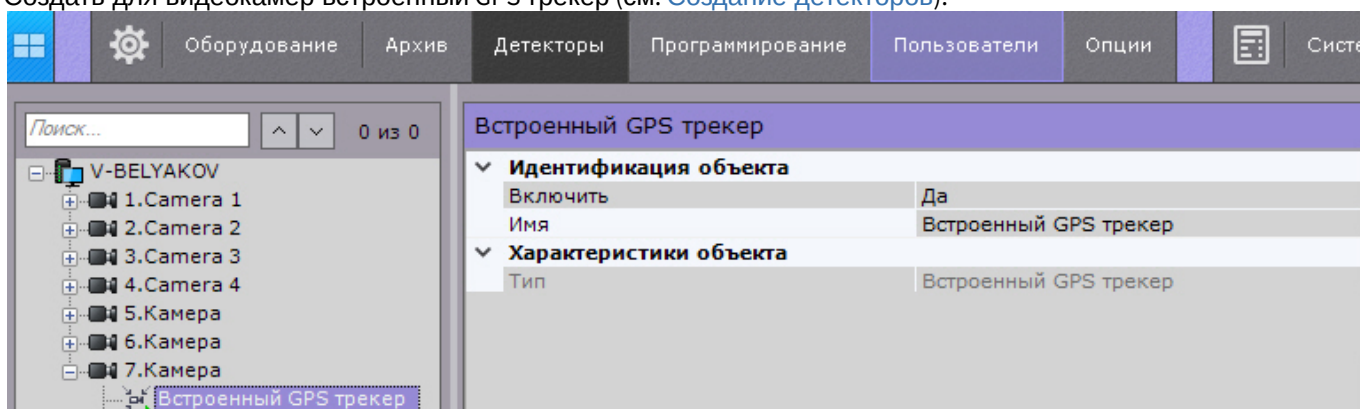 Создать для видеокамер встроенный GPS трекер (см. Создание детекторов).
Оборудование
Архив
Детекторы
Программирование
Пользователи
Опции
Систе
Поиск...
0 из 0
V-BELYAKOV
1.Camera 1
2.Camera 2
3.Camera 3
4.Camera 4
5.Камера
6.Камера
7.Камера
Встроенный GPS трекер
Встроенный GPS трекер
Идентификация объекта
Включить Да
Имя Встроенный GPS трекер
Характеристики объекта
Тип Встроенный GPS трекер